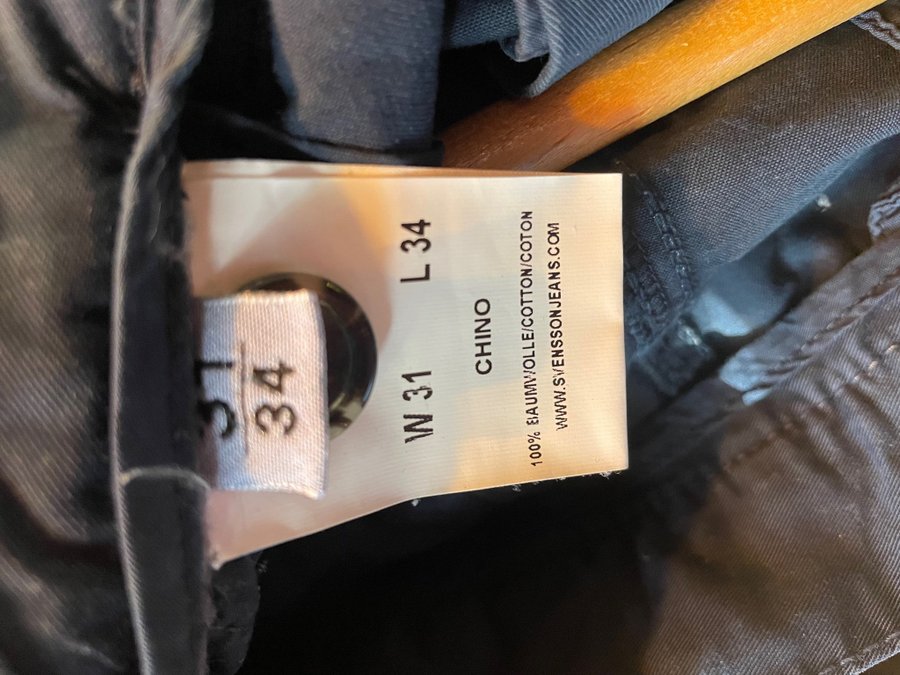 W 31 L 34
CHINO
100% BAUMWOLLE/COTTON/COTON
WWW.SVENSSONJEANS.COM
31
34